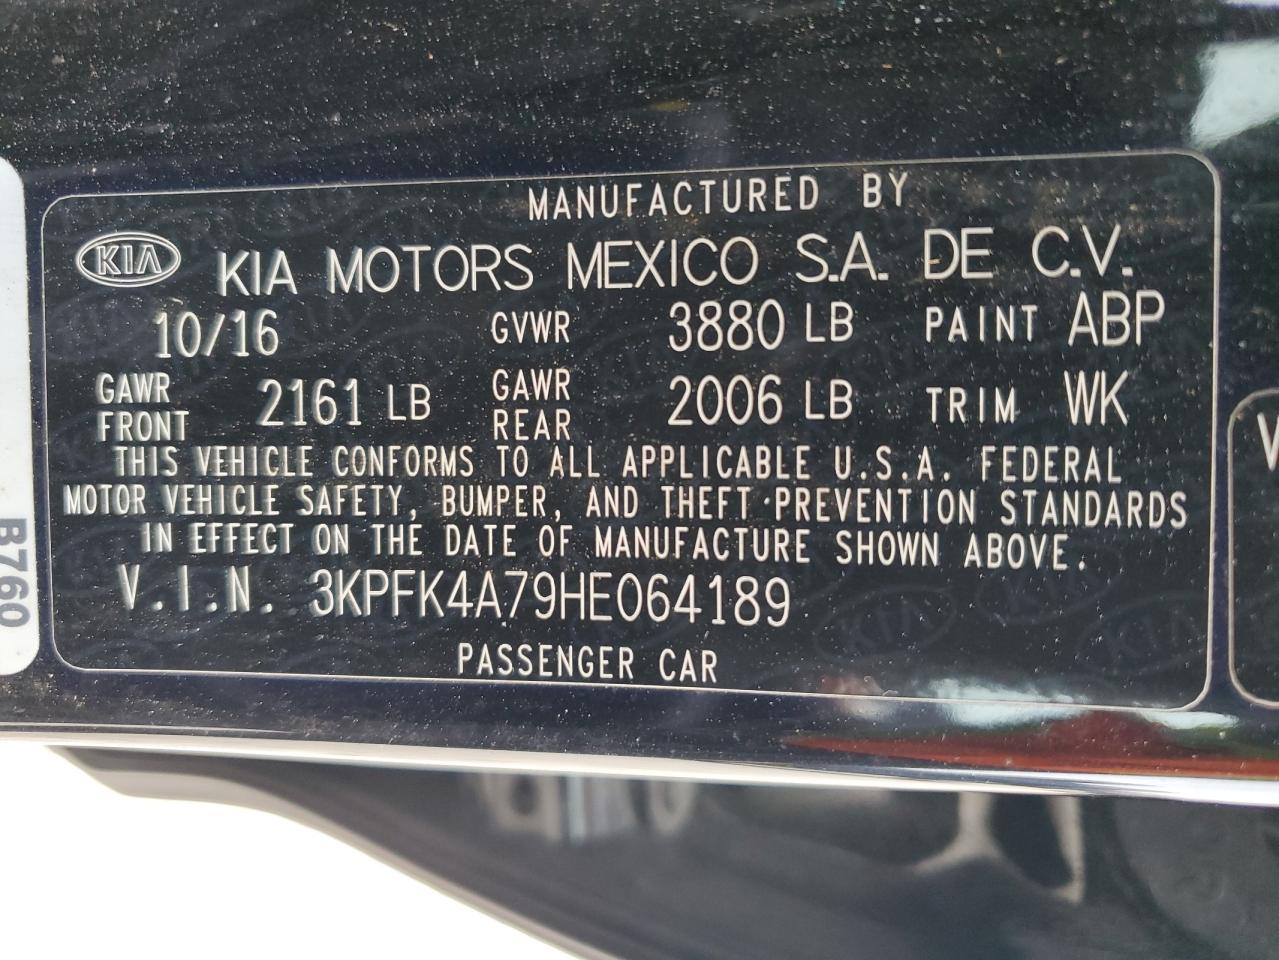 MANUFACTURED BY
KIA KIA MOTORS MEXICO S.A. DE C.V.
10/16 GVWR 3880 LB PAINT ABP
GAWR FRONT 2161 LB GAWR REAR 2006 LB TRIM WK
THIS VEHICLE CONFORMS TO ALL APPLICABLE U.S.A. FEDERAL
MOTOR VEHICLE SAFETY, BUMPER, AND THEFT PREVENTION STANDARDS
IN EFFECT ON THE DATE OF MANUFACTURE SHOWN ABOVE.
V.I.N. 3KPFK4A79HE064189
PASSENGER CAR
B760
V